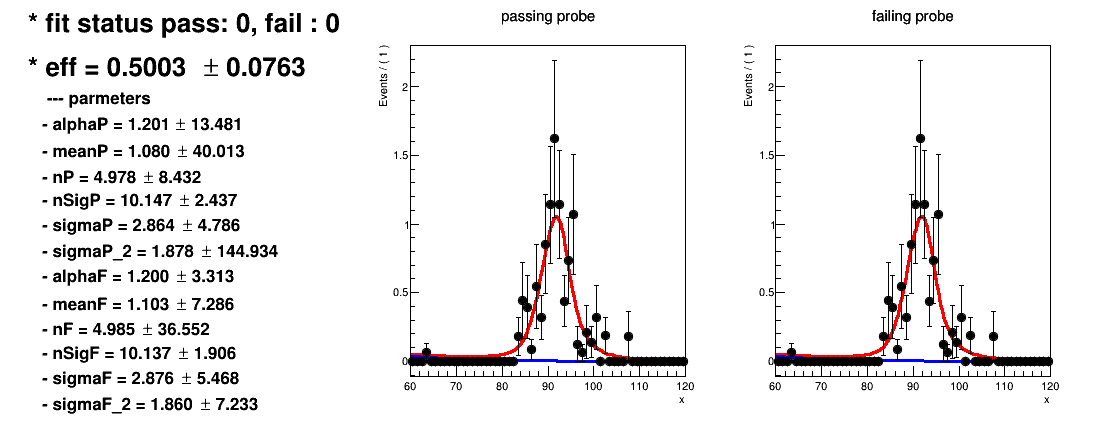 * fit status pass: 0, fail : 0
* eff = 0.5003 ± 0.0763
--- parmeters
- alphaP = 1.201 ± 13.481
- meanP = 1.080 ± 40.013
- nP = 4.978 ± 8.432
- nSigP = 10.147 ± 2.437
- sigmaP = 2.864 ± 4.786
- sigmaP_2 = 1.878 ± 144.934
- alphaF = 1.200 ± 3.313
- meanF = 1.103 ± 7.286
- nF = 4.985 ± 36.552
- nSigF = 10.137 ± 1.906
- sigmaF = 2.876 ± 5.468
- sigmaF_2 = 1.860 ± 7.233
passing probe
Events / ( 1 )
2
1.5
1
0.5
0
60 70 80 90 100 110 120
x
failing probe
Events / ( 1 )
2
1.5
1
0.5
0
60 70 80 90 100 110 120
x